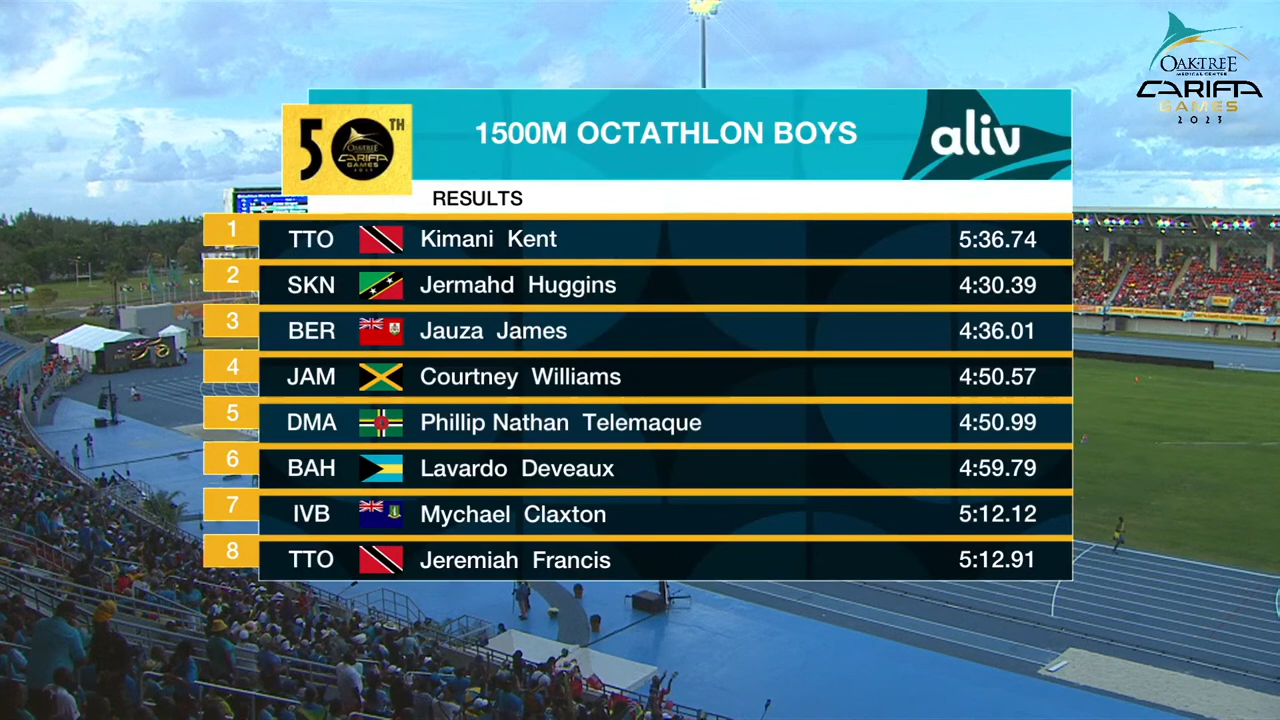 OAKTREE
MEDICAL CENTER
CARIFTA
GAMES
2023
50TH
OAKTREE
CARIFTA
GAMES
1500M OCTATHLON BOYS
aliv
RESULTS
1 TTO Kimani Kent 5:36.74
2 SKN Jermahd Huggins 4:30.39
3 BER Jauza James 4:36.01
4 JAM Courtney Williams 4:50.57
5 DMA Phillip Nathan Telemaque 4:50.99
6 BAH Lavardo Deveaux 4:59.79
7 IVB Mychael Claxton 5:12.12
8 TTO Jeremiah Francis 5:12.91